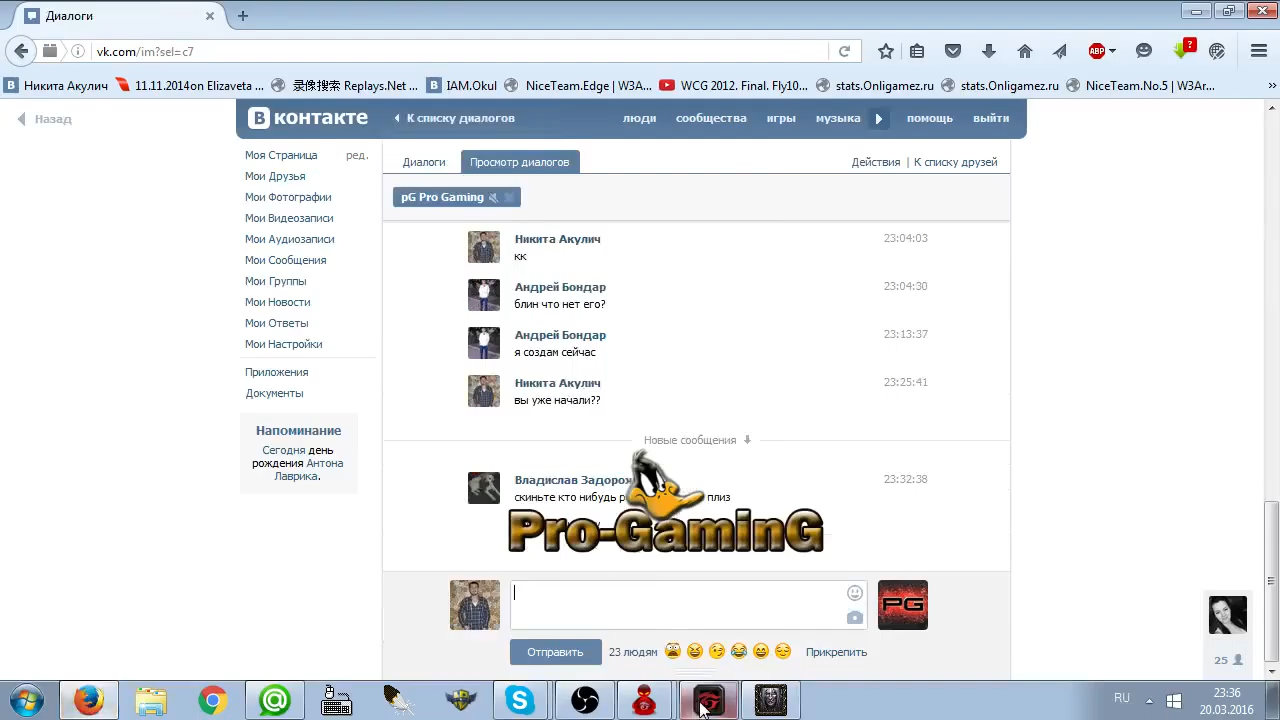 Диалоги
vk.com/im?sel=c7
ABP
?
Никита Акулич
11.11.2014on Elizaveta ...
录像搜索 Replays.Net ...
IAM.Okul
NiceTeam.Edge | W3A...
WCG 2012. Final. Fly10...
stats.Onligamez.ru
stats.Onligamez.ru
NiceTeam.No.5 | W3Ar...
Назад
В контакте
К списку диалогов
люди
сообщества
игры
музыка
помощь
выйти
Моя Страница
ред.
Мои Друзья
Мои Фотографии
Мои Видеозаписи
Мои Аудиозаписи
Мои Сообщения
Мои Группы
Мои Новости
Мои Ответы
Мои Настройки
Приложения
Документы
Напоминание
Сегодня день
рождения Антона
Лаврика.
Диалоги
Просмотр диалогов
Действия | К списку друзей
pG Pro Gaming
Никита Акулич
23:04:03
кк
Андрей Бондар
23:04:30
блин что нет его?
Андрей Бондар
23:13:37
я создам сейчас
Никита Акулич
23:25:41
вы уже начали??
Новые сообщения
Владислав
23:32:38
скиньте кто нибудь
плиз
Pro-GaminG
PG
Отправить
23 людям
Прикрепить
25
RU
23:36
20.03.2016